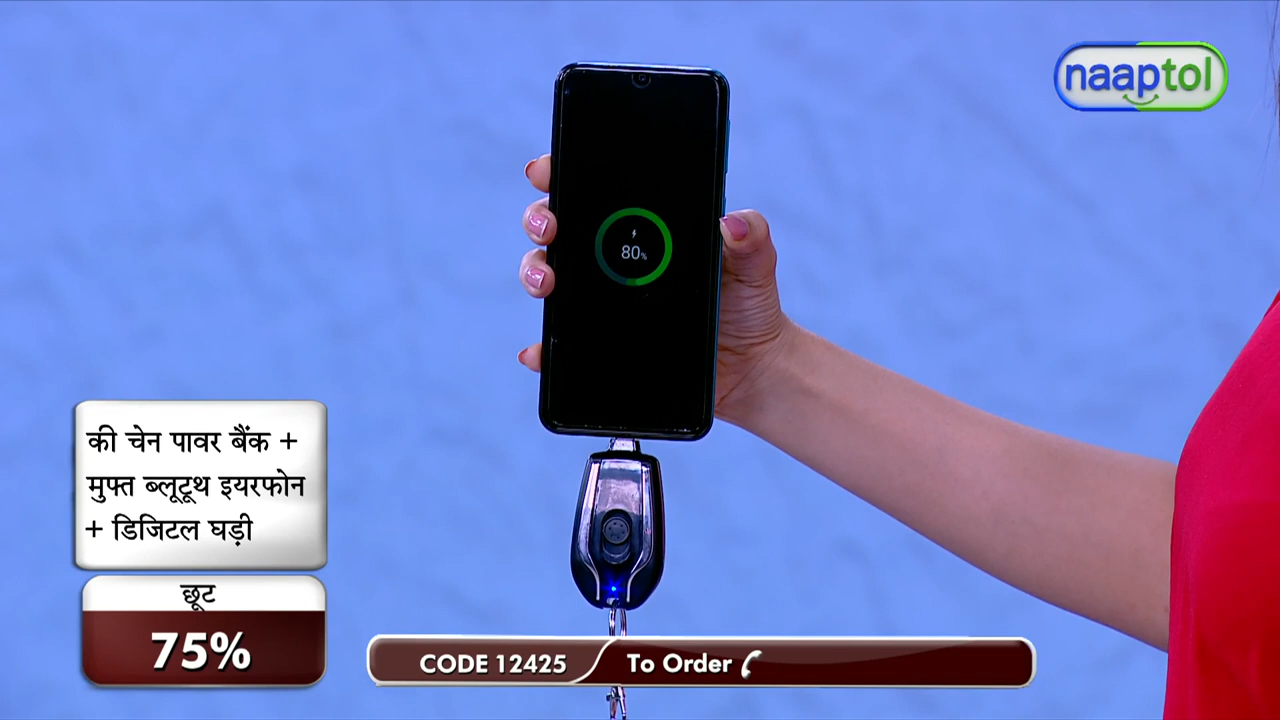 naaptol
80%
की चेन पावर बैंक +
मुफ्त ब्लूटूथ इयरफोन
+ डिजिटल घड़ी
छूट
75%
CODE 12425 To Order